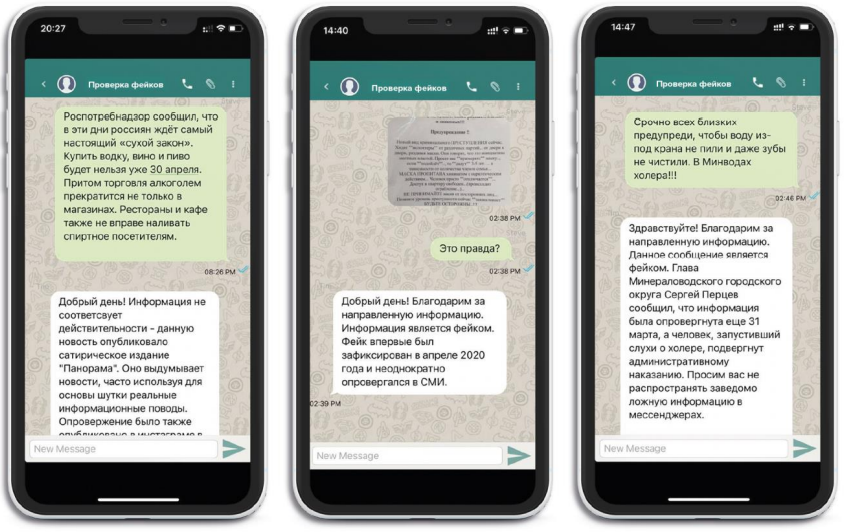 20:27
Проверка фейков
Роспотребнадзор сообщил, что
в эти дни россиян ждёт самый
настоящий «сухой закон».
Купить водку, вино и пиво
будет нельзя уже 30 апреля.
Притом торговля алкоголем
прекратится не только в
магазинах. Рестораны и кафе
также не вправе наливать
спиртное посетителям.
08:26 PM
Добрый день! Информация не
соответсвует
действительности - данную
новость опубликовало
сатирическое издание
"Панорама". Оно выдумывает
новости, часто используя для
основы шутки реальные
информационные поводы.
Опровержение было также
опубликовано в инстаграме в
New Message
14:40
Проверка фейков
Предупреждение !!
02:38 PM
Это правда?
02:38 PM
Добрый день! Благодарим за
направленную информацию.
Информация является фейком.
Фейк впервые был
зафиксирован в апреле 2020
года и неоднократно
опровергался в СМИ.
02:39 PM
New Message
14:47
Проверка фейков
Срочно всех близких
предупреди, чтобы воду из-
под крана не пили и даже зубы
не чистили. В Минводах
холера!!!
02:46 PM
Здравствуйте! Благодарим за
направленную информацию.
Данное сообщение является
фейком. Глава
Минераловодского городского
округа Сергей Перцев
сообщил, что информация
была опровергнута еще 31
марта, а человек, запустивший
слухи о холере, подвергнут
административному
наказанию. Просим вас не
распространять заведомо
ложную информацию в
мессенджерах.
New Message